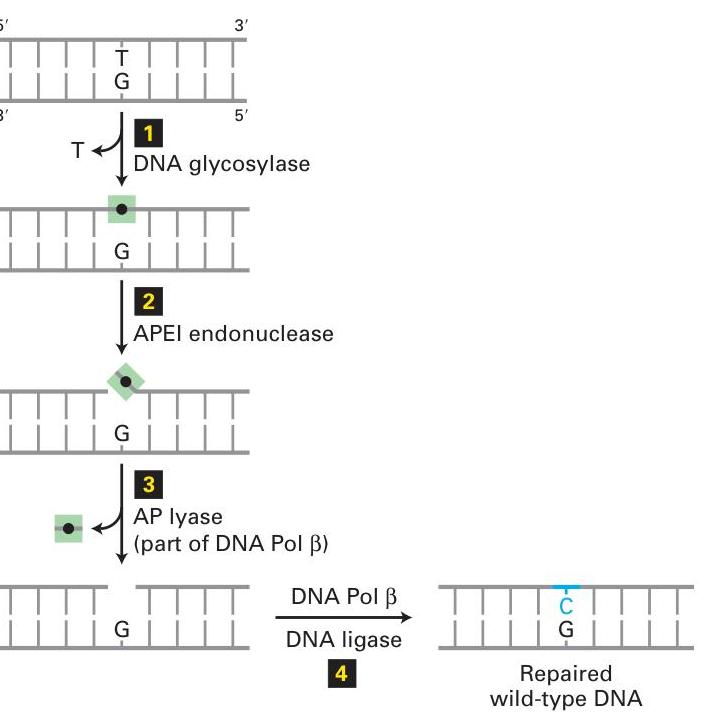 5′ 3′
T
G
3′ 5′
1
T
DNA glycosylase
G
2
APEI endonuclease
G
3
AP lyase
(part of DNA Pol β)
G
DNA Pol β
DNA ligase
4
C
G
Repaired
wild-type DNA